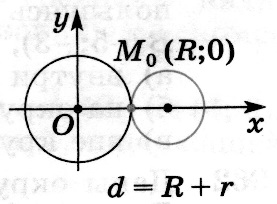 y
M₀ (R;0)
O
x
d = R + r